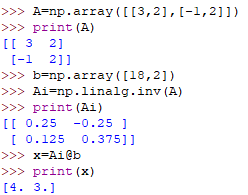 >>> A=np.array([[3,2],[-1,2]])
>>> print(A)
[[ 3  2]
 [-1  2]]
>>> b=np.array([18,2])
>>> Ai=np.linalg.inv(A)
>>> print(Ai)
[[ 0.25  -0.25 ]
 [ 0.125  0.375]]
>>> x=Ai@b
>>> print(x)
[4. 3.]